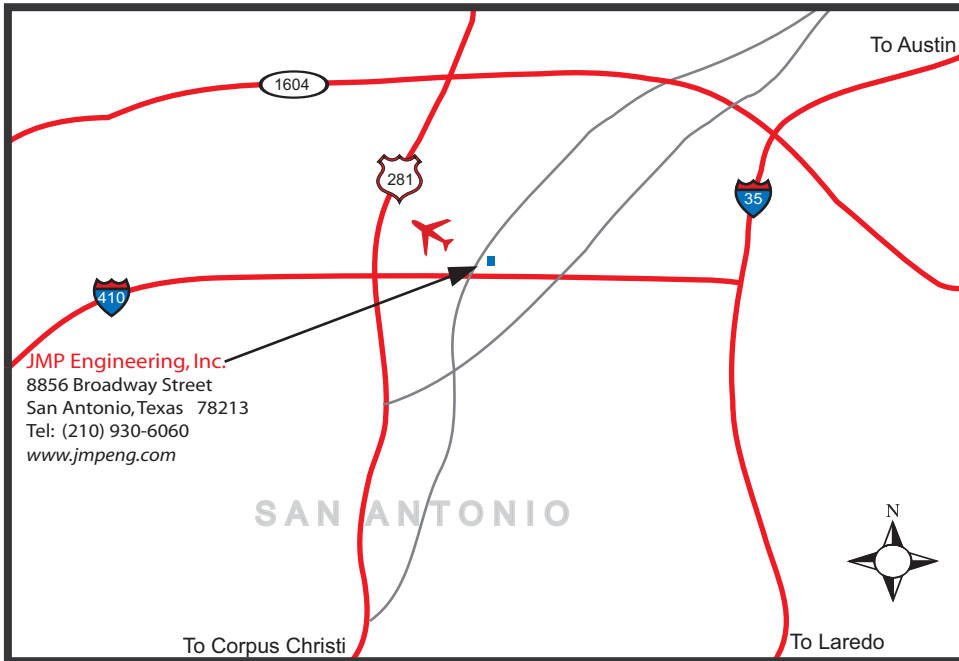 To Austin
1604
281
35
410
JMP Engineering, Inc.
8856 Broadway Street
San Antonio, Texas 78213
Tel: (210) 930-6060
www.jmpeng.com
SAN ANTONIO
N
To Corpus Christi
To Laredo